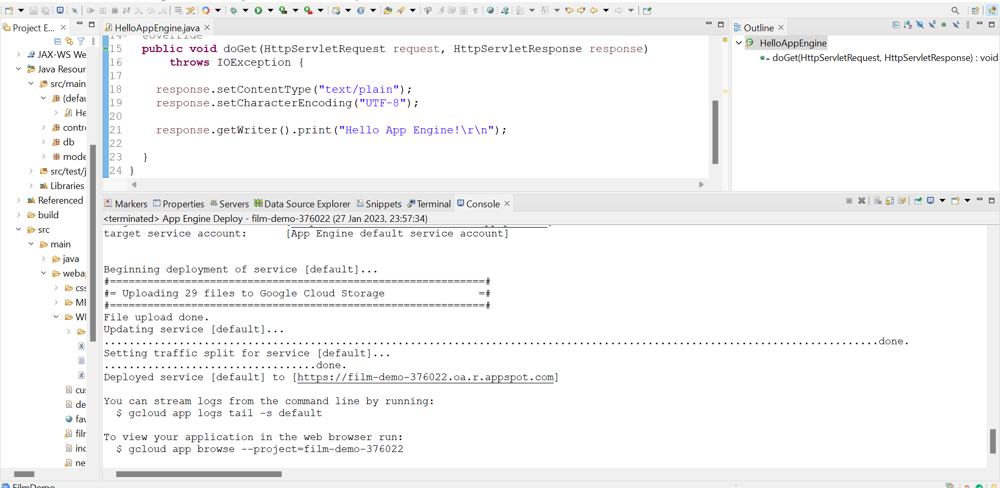 Project E...
JAX-WS We
Java Resour
src/main
(defau
He
contro
db
mode
src/test/j
Libraries
Referenced
build
src
main
java
weba
css
ME
WI
cus
de
fav
film
ind
ne
FilmDemo
HelloAppEngine.java
14 @Override
15 public void doGet(HttpServletRequest request, HttpServletResponse response)
16 throws IOException {
17
18 response.setContentType("text/plain");
19 response.setCharacterEncoding("UTF-8");
20
21 response.getWriter().print("Hello App Engine!\r\n");
22
23 }
24 }
Outline
HelloAppEngine
doGet(HttpServletRequest, HttpServletResponse) : void
Markers Properties Servers Data Source Explorer Snippets Terminal Console
<terminated> App Engine Deploy - film-demo-376022 (27 Jan 2023, 23:57:34)
target service account: [App Engine default service account]
Beginning deployment of service [default]...
#============================================================#
#= Uploading 29 files to Google Cloud Storage =#
#============================================================#
File upload done.
Updating service [default]...
............................................................................................................................done.
Setting traffic split for service [default]...
..................................done.
Deployed service [default] to [https://film-demo-376022.oa.r.appspot.com]
You can stream logs from the command line by running:
$ gcloud app logs tail -s default
To view your application in the web browser run:
$ gcloud app browse --project=film-demo-376022